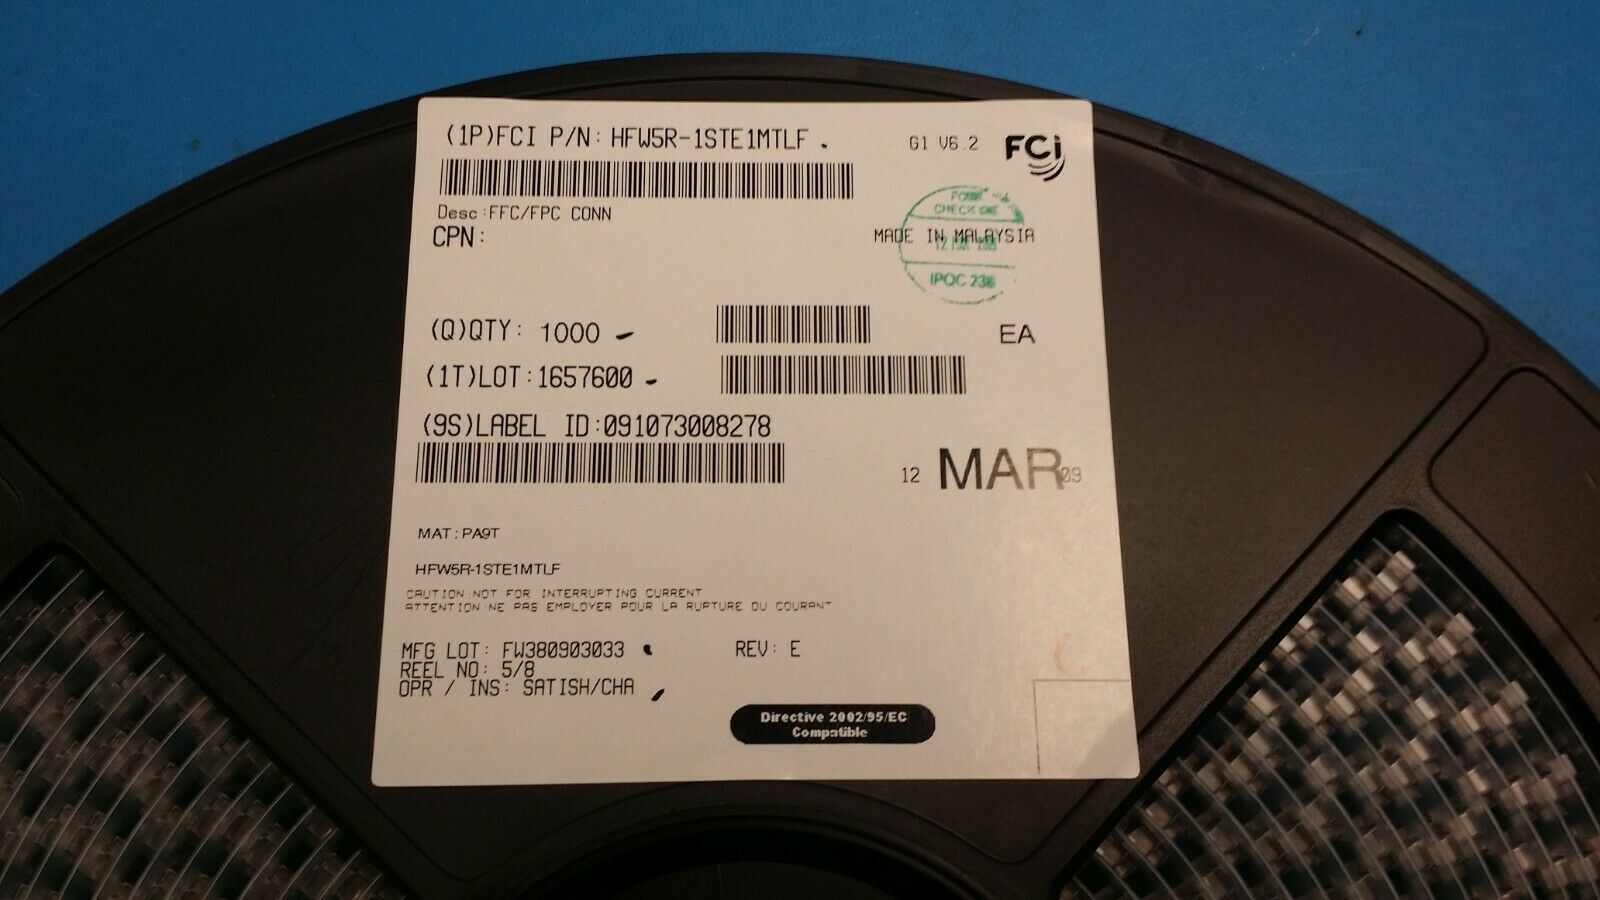 (1P)FCI P/N: HFW5R-1STE1MTLF
G1 V6.2
FCi
Desc:FFC/FPC CONN
CPN:
MADE IN MALAYSIA
CHECK
12
IPQC 238
(Q)QTY: 1000
EA
(1T)LOT:1657600
(9S)LABEL ID:091073008278
12 MAR 09
MAT:PA9T
HFW5R-1STE1MTLF
CAUTION:NOT FOR INTERRUPTING CURRENT
ATTENTION:NE PAS EMPLOYER POUR LA RUPTURE DU COURANT
MFG LOT: FW380903033
REV: E
REEL NO: 5/8
OPR / INS: SATISH/CHA
Directive 2002/95/EC
Compatible